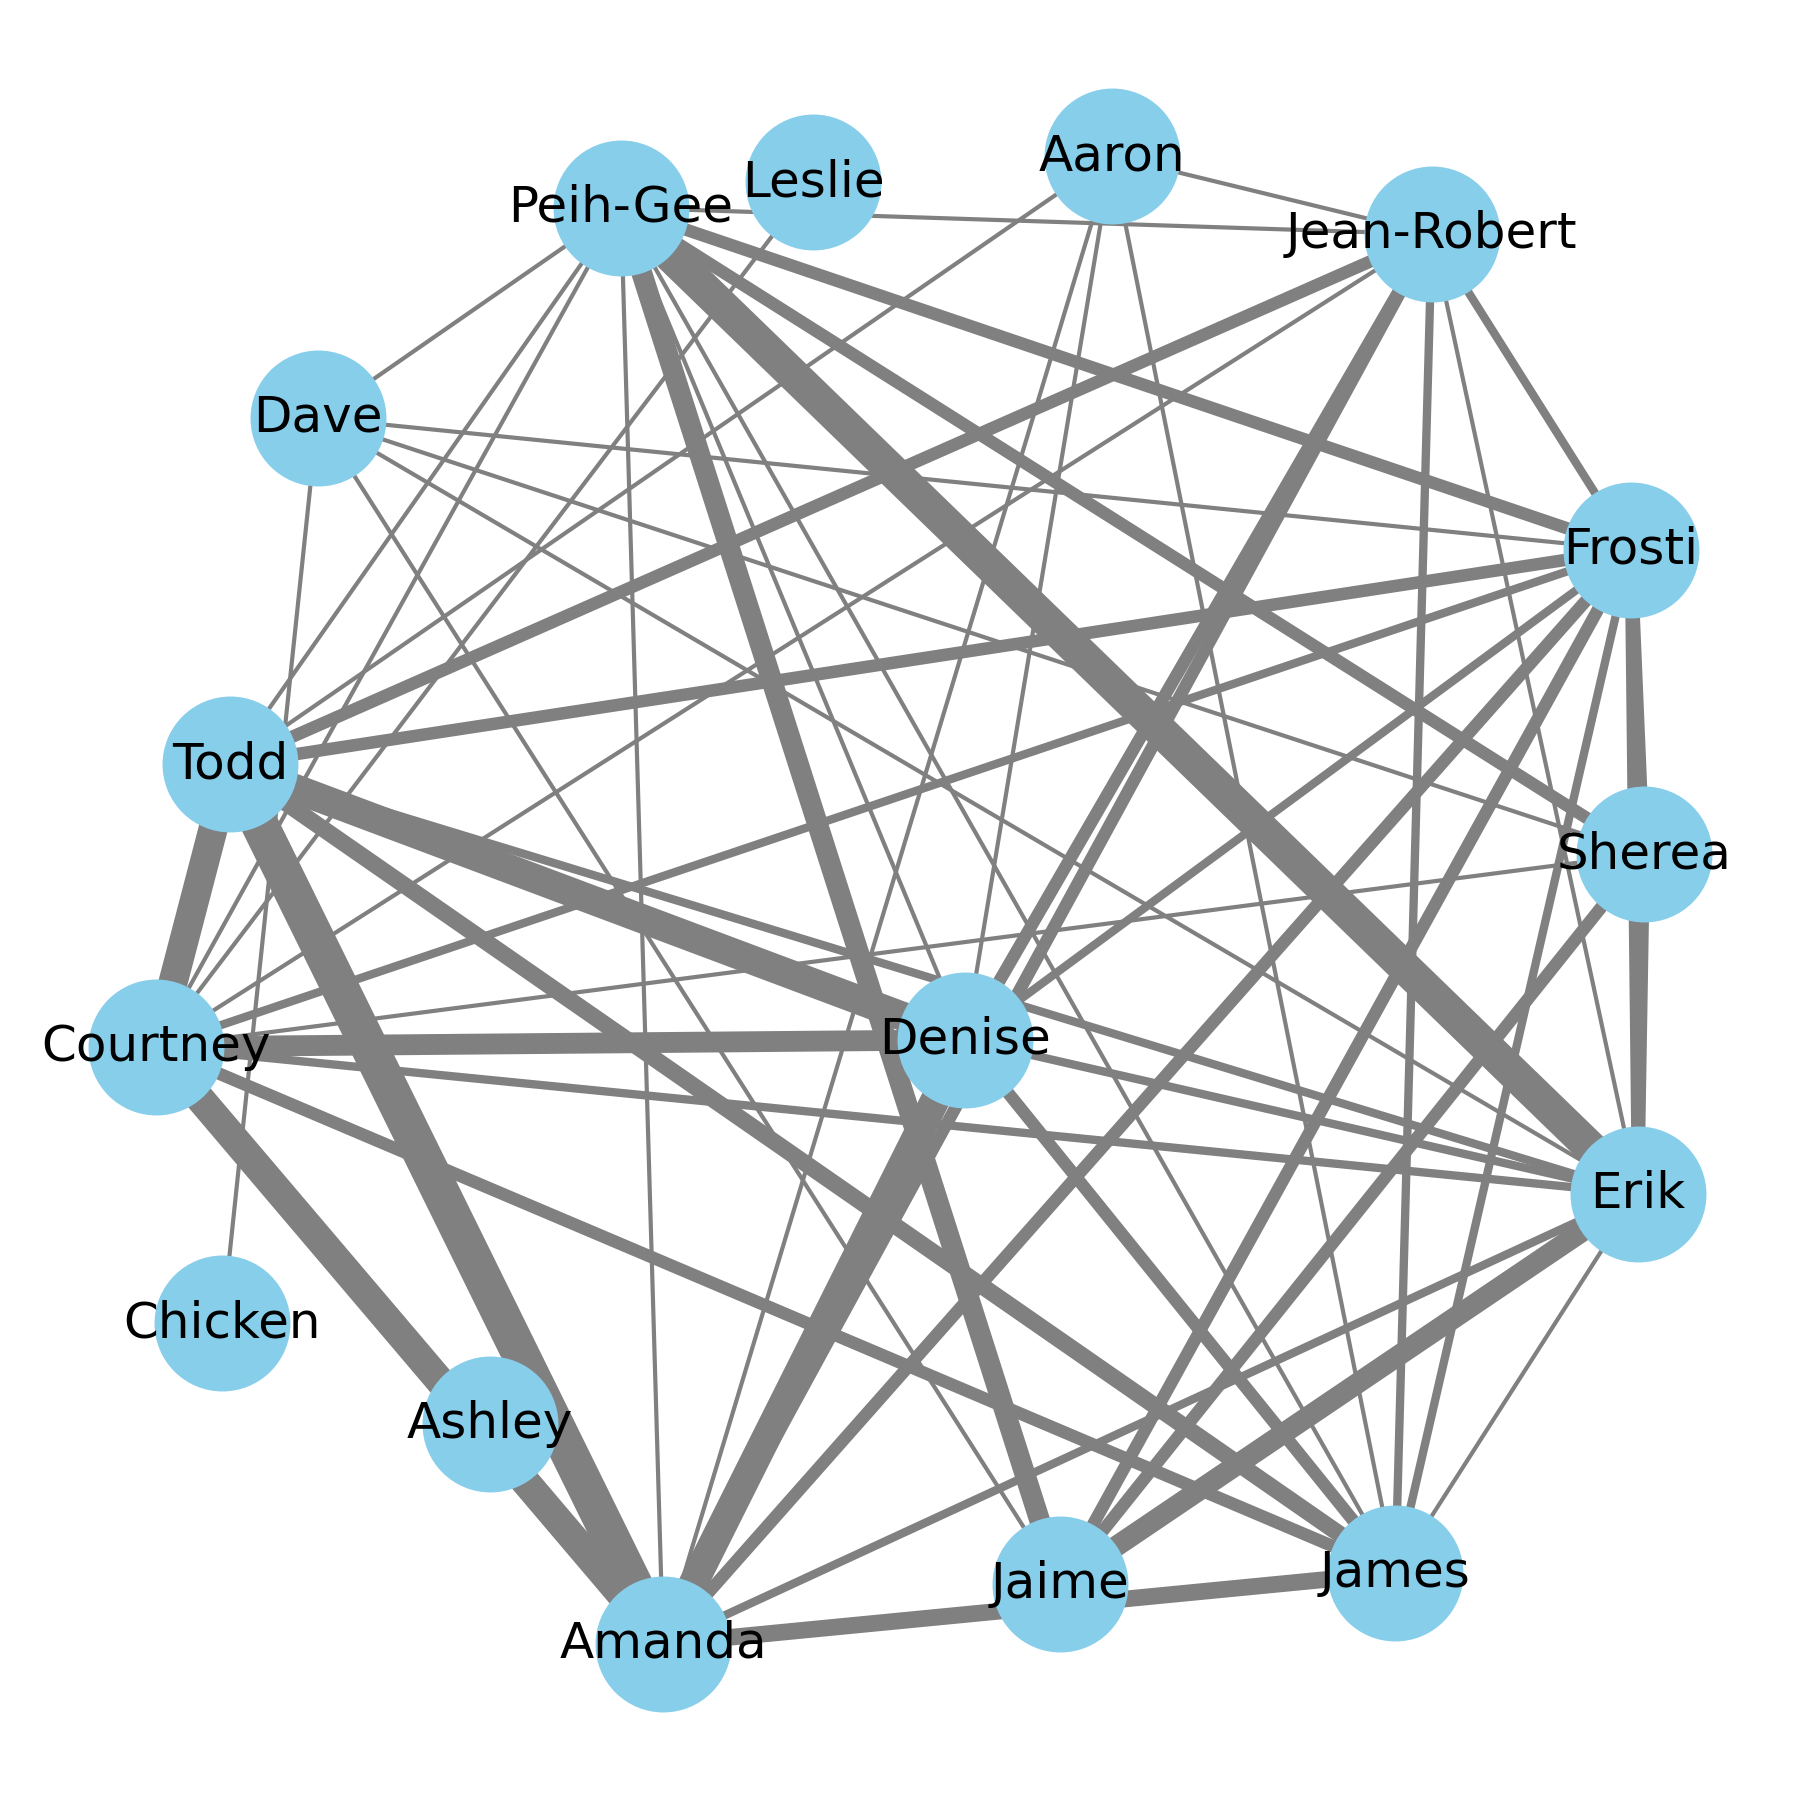 Aaron
Leslie
Peih-Gee
Jean-Robert
Dave
Frosti
Todd
Sherea
Denise
Courtney
Erik
Chicken
Ashley
James
Jaime
Amanda